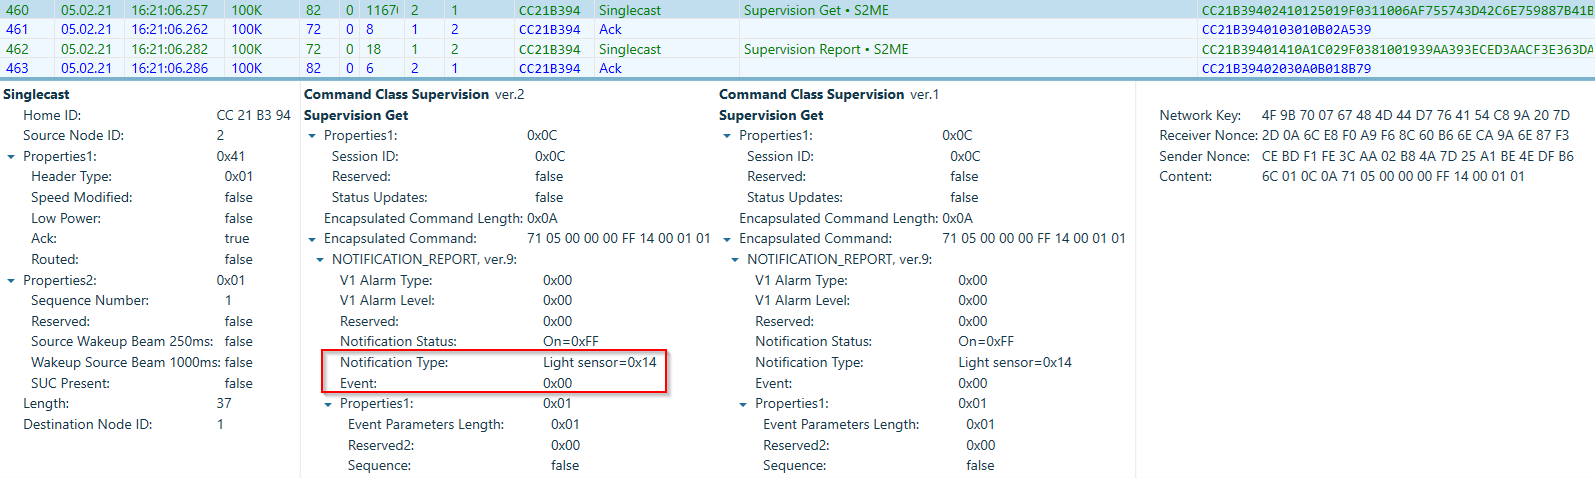 460 05.02.21 16:21:06.257 100K 82 0 1167 2 1 CC21B394 Singlecast Supervision Get • S2ME CC21B39402410125019F0311006AF755743D42C6E759887B41B
461 05.02.21 16:21:06.262 100K 72 0 8 1 2 CC21B394 Ack CC21B3940103010B02A539
462 05.02.21 16:21:06.282 100K 72 0 18 1 2 CC21B394 Singlecast Supervision Report • S2ME CC21B39401410A1C029F0381001939AA393ECED3AACF3E363DA
463 05.02.21 16:21:06.286 100K 82 0 6 2 1 CC21B394 Ack CC21B39402030A0B018B79
Singlecast
Home ID: CC 21 B3 94
Source Node ID: 2
Properties1: 0x41
Header Type: 0x01
Speed Modified: false
Low Power: false
Ack: true
Routed: false
Properties2: 0x01
Sequence Number: 1
Reserved: false
Source Wakeup Beam 250ms: false
Wakeup Source Beam 1000ms: false
SUC Present: false
Length: 37
Destination Node ID: 1
Command Class Supervision ver.2
Supervision Get
Properties1: 0x0C
Session ID: 0x0C
Reserved: false
Status Updates: false
Encapsulated Command Length: 0x0A
Encapsulated Command: 71 05 00 00 00 FF 14 00 01 01
NOTIFICATION_REPORT, ver.9:
V1 Alarm Type: 0x00
V1 Alarm Level: 0x00
Reserved: 0x00
Notification Status: On=0xFF
Notification Type: Light sensor=0x14
Event: 0x00
Properties1: 0x01
Event Parameters Length: 0x01
Reserved2: 0x00
Sequence: false
Command Class Supervision ver.1
Supervision Get
Properties1: 0x0C
Session ID: 0x0C
Reserved: false
Status Updates: false
Encapsulated Command Length: 0x0A
Encapsulated Command: 71 05 00 00 00 FF 14 00 01 01
NOTIFICATION_REPORT, ver.9:
V1 Alarm Type: 0x00
V1 Alarm Level: 0x00
Reserved: 0x00
Notification Status: On=0xFF
Notification Type: Light sensor=0x14
Event: 0x00
Properties1: 0x01
Event Parameters Length: 0x01
Reserved2: 0x00
Sequence: false
Network Key: 4F 9B 70 07 67 48 4D 44 D7 76 41 54 C8 9A 20 7D
Receiver Nonce: 2D 0A 6C E8 F0 A9 F6 8C 60 B6 6E CA 9A 6E 87 F3
Sender Nonce: CE BD F1 FE 3C AA 02 B8 4A 7D 25 A1 BE 4E DF B6
Content: 6C 01 0C 0A 71 05 00 00 00 FF 14 00 01 01